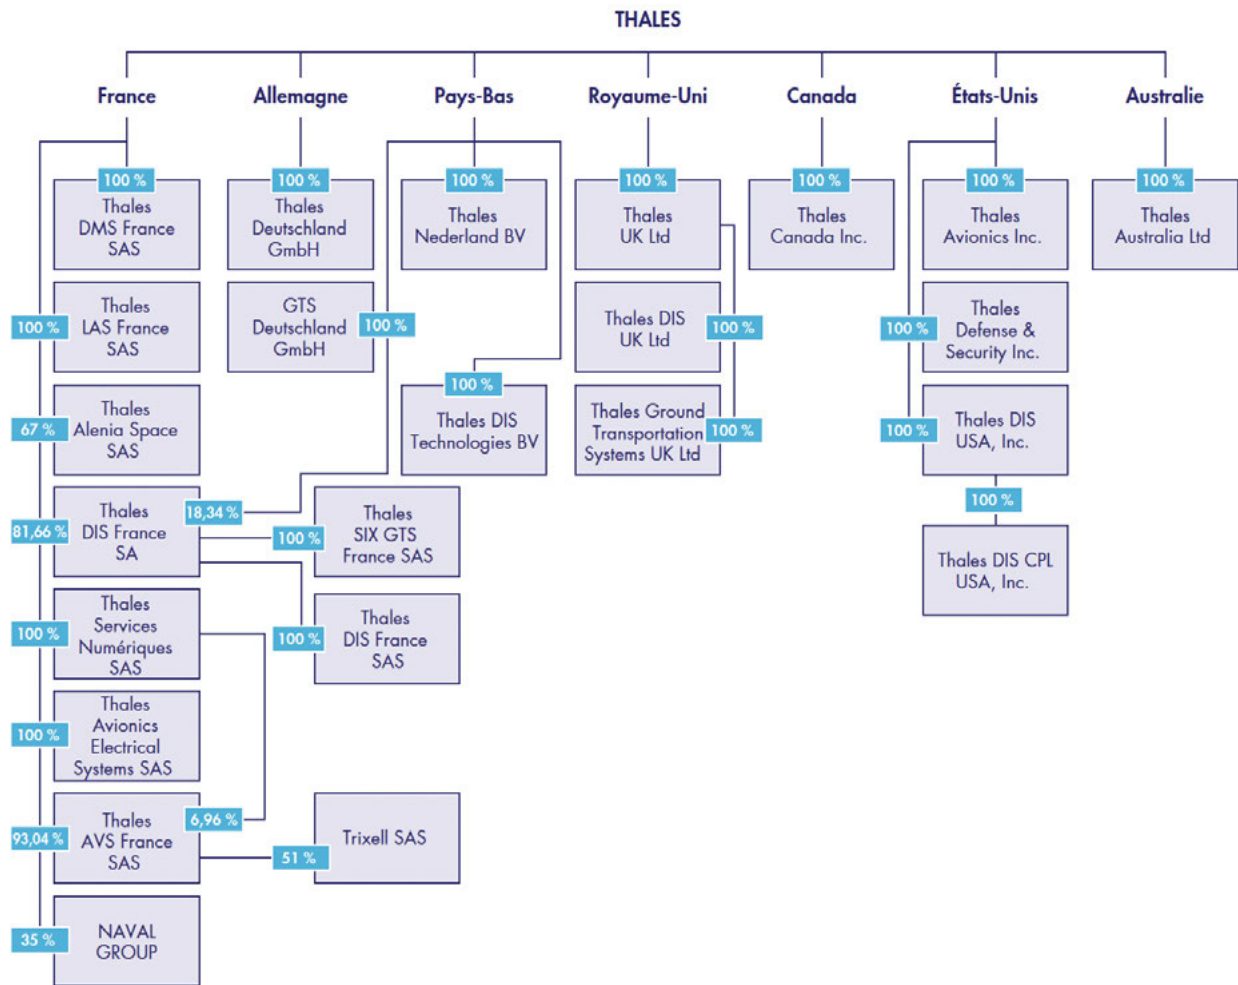 THALES
France
Allemagne
Pays-Bas
Royaume-Uni
Canada
États-Unis
Australie
100 %
Thales
DMS France
SAS
100 %
Thales
LAS France
SAS
67 %
Thales
Alenia Space
SAS
81,66 %
Thales
DIS France
SA
18,34 %
100 %
Thales
SIX GTS
France SAS
100 %
Thales
DIS France
SAS
100 %
Thales
Services
Numériques
SAS
100 %
Thales
Avionics
Electrical
Systems SAS
93,04 %
Thales
AVS France
SAS
6,96 %
51 %
Trixell SAS
35 %
NAVAL
GROUP
100 %
Thales
Deutschland
GmbH
GTS
Deutschland
GmbH
100 %
100 %
Thales
Nederland BV
100 %
Thales DIS
Technologies BV
100 %
Thales
UK Ltd
Thales DIS
UK Ltd
100 %
Thales Ground
Transportation
Systems UK Ltd
100 %
100 %
Thales
Canada Inc.
100 %
Thales
Avionics Inc.
100 %
Thales
Defense &
Security Inc.
100 %
Thales DIS
USA, Inc.
100 %
Thales DIS CPL
USA, Inc.
100 %
Thales
Australia Ltd